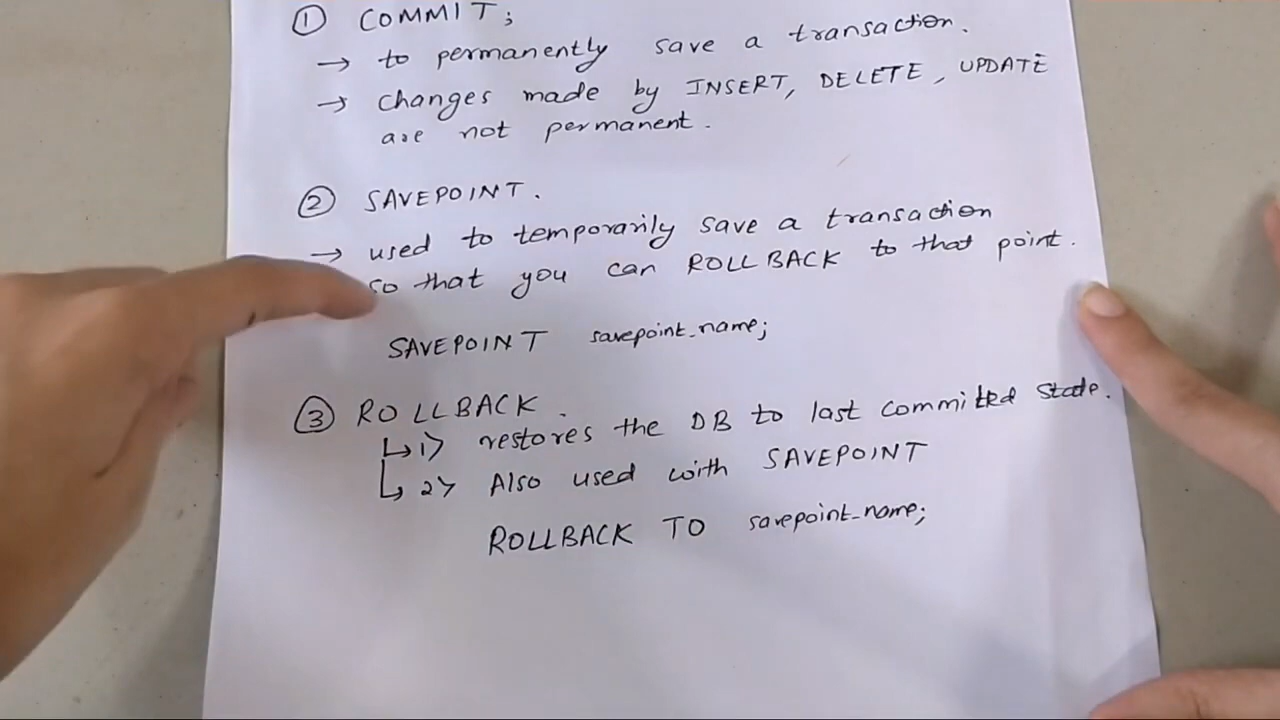 ① COMMIT;
→ to permanently save a transaction.
→ changes made by INSERT, DELETE, UPDATE
are not permanent.
② SAVEPOINT.
→ used to temporarily save a transaction
so that you can ROLLBACK to that point.
SAVEPOINT savepoint_name;
③ ROLLBACK.
↳ 1> restores the DB to last committed state.
↳ 2> Also used with SAVEPOINT
ROLLBACK TO savepoint_name;